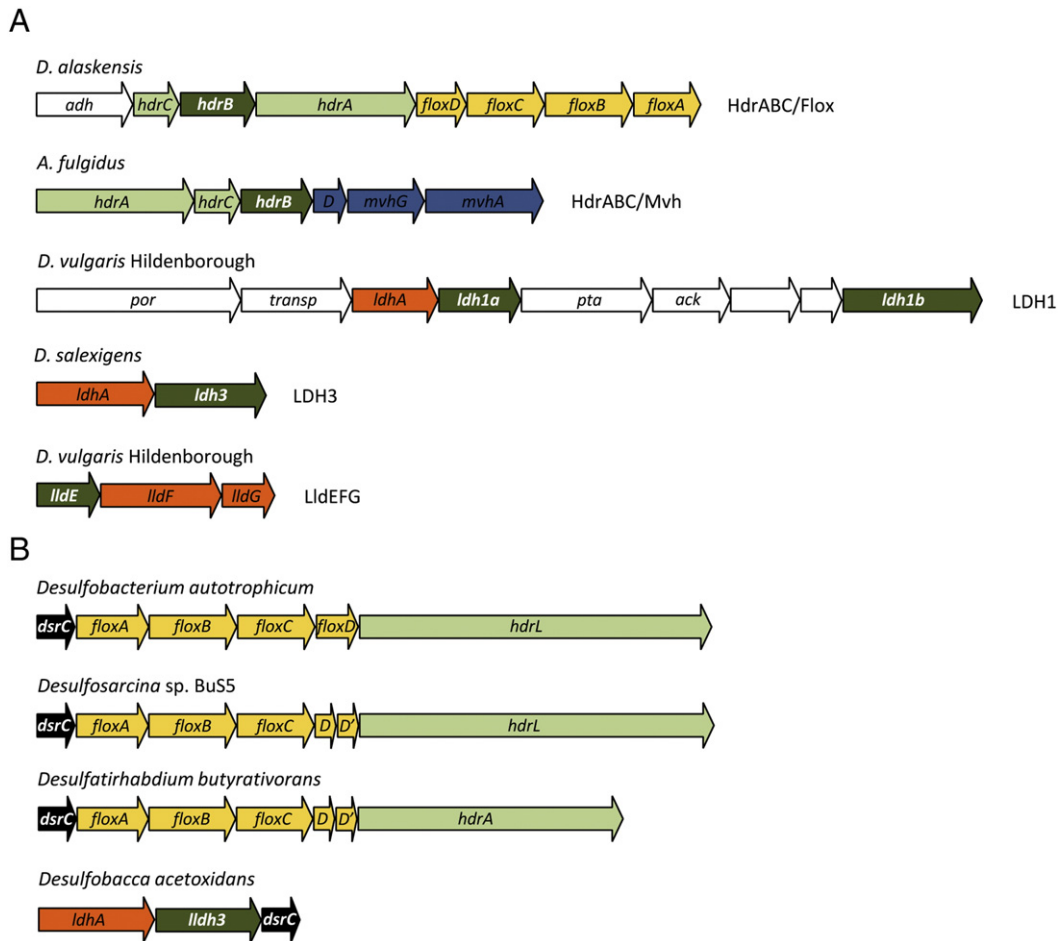 A
D. alaskensis
adh hdrC hdrB hdrA floxD floxC floxB floxA HdrABC/Flox
A. fulgidus
hdrA hdrC hdrB D mvhG mvhA HdrABC/Mvh
D. vulgaris Hildenborough
por transp ldhA ldh1a pta ack ldh1b LDH1
D. salexigens
ldhA ldh3 LDH3
D. vulgaris Hildenborough
lldE lldF lldG LldEFG
B
Desulfobacterium autotrophicum
dsrC floxA floxB floxC floxD hdrL
Desulfosarcina sp. BuS5
dsrC floxA floxB floxC D D' hdrL
Desulfatirhabdium butyrativorans
dsrC floxA floxB floxC D D' hdrA
Desulfobacca acetoxidans
ldhA lldh3 dsrC